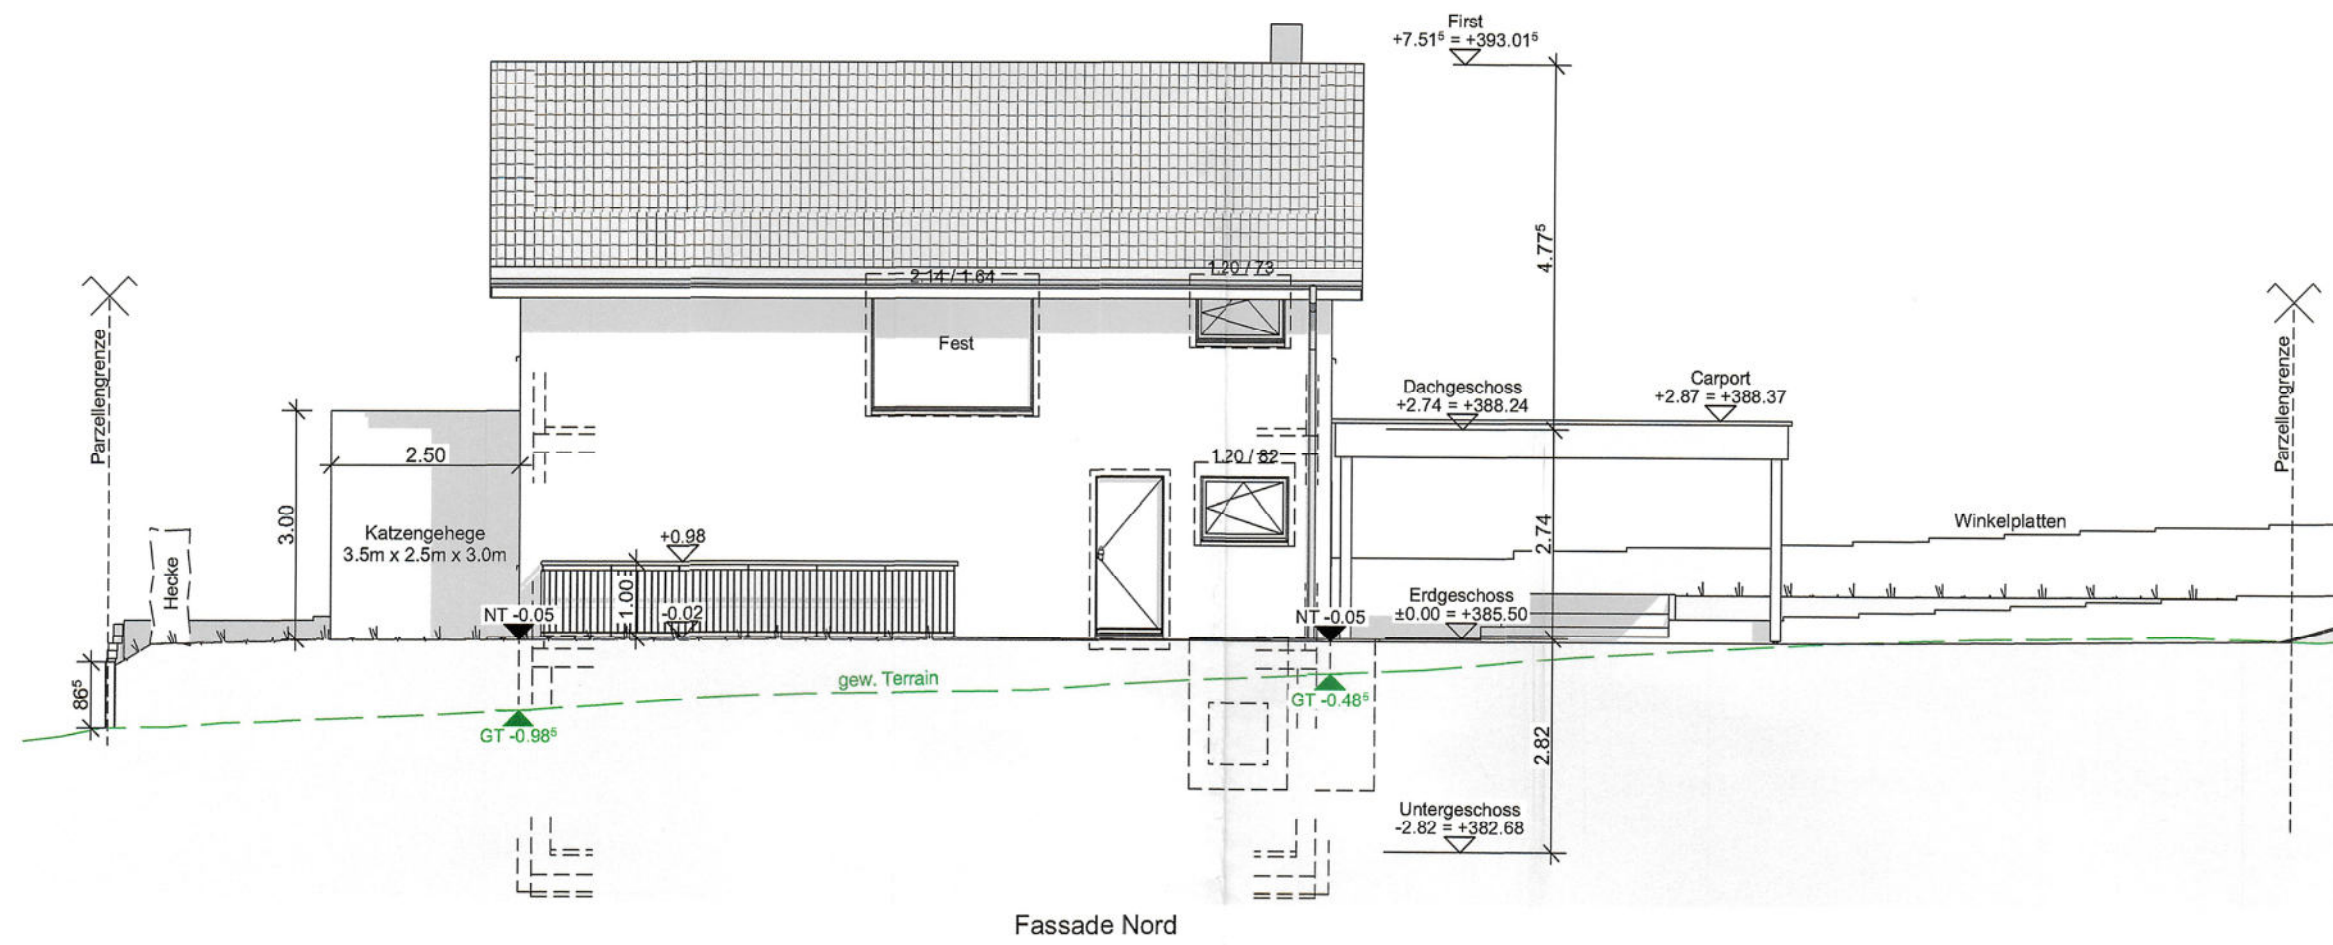 First
+7.51⁵ = +393.01⁵
4.77⁵
2.14 / 1.64
1.20 / 73
Fest
Parzellengrenze
Parzellengrenze
Dachgeschoss
+2.74 = +388.24
Carport
+2.87 = +388.37
2.50
1.20 / 82
3.00
Katzengehege
3.5m x 2.5m x 3.0m
+0.98
2.74
Winkelplatten
Hecke
1.00
NT -0.05
-0.02
NT -0.05
Erdgeschoss
±0.00 = +385.50
86⁵
gew. Terrain
GT -0.98⁵
GT -0.48⁵
2.82
Untergeschoss
-2.82 = +382.68
Fassade Nord